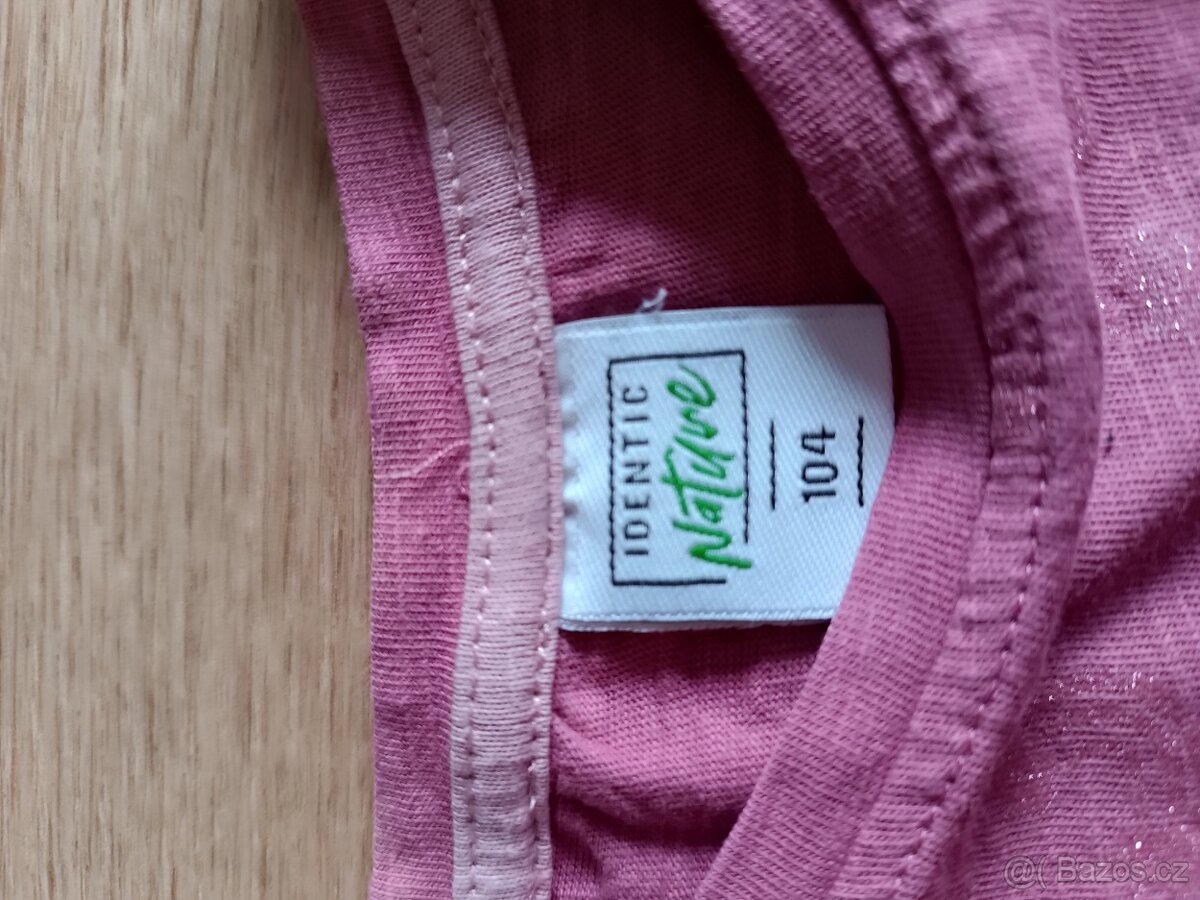 IDENTIC
Nature
104
@( Bazos.cz